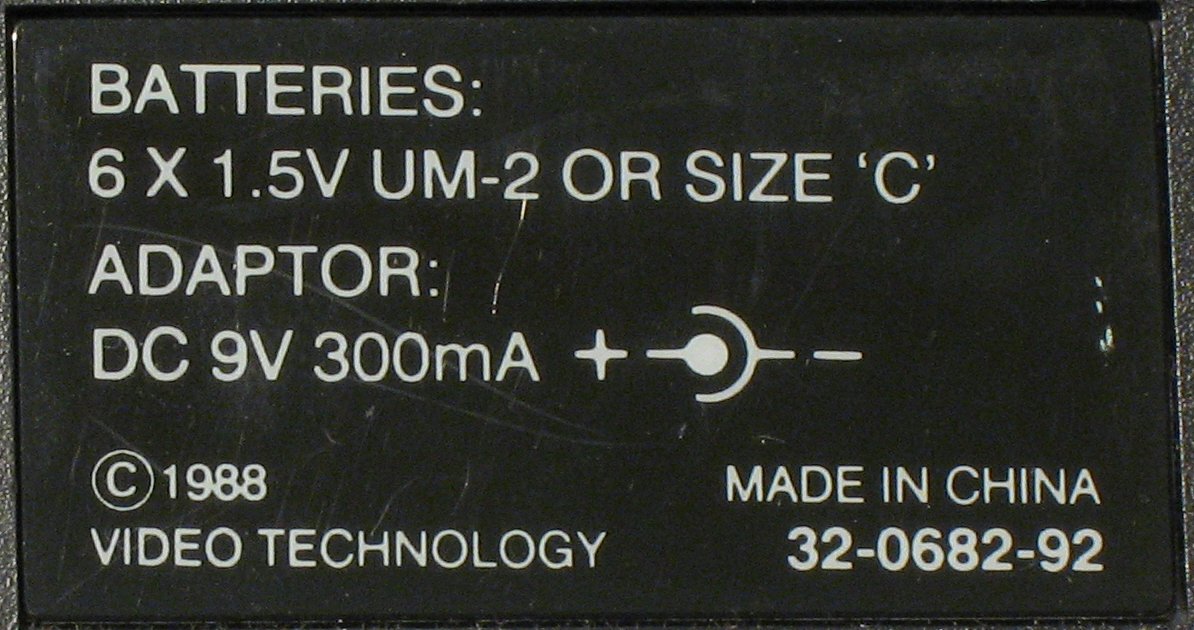 BATTERIES:
6 X 1.5V UM-2 OR SIZE ‘C’
ADAPTOR:
DC 9V 300mA + −
©1988
VIDEO TECHNOLOGY
MADE IN CHINA
32-0682-92